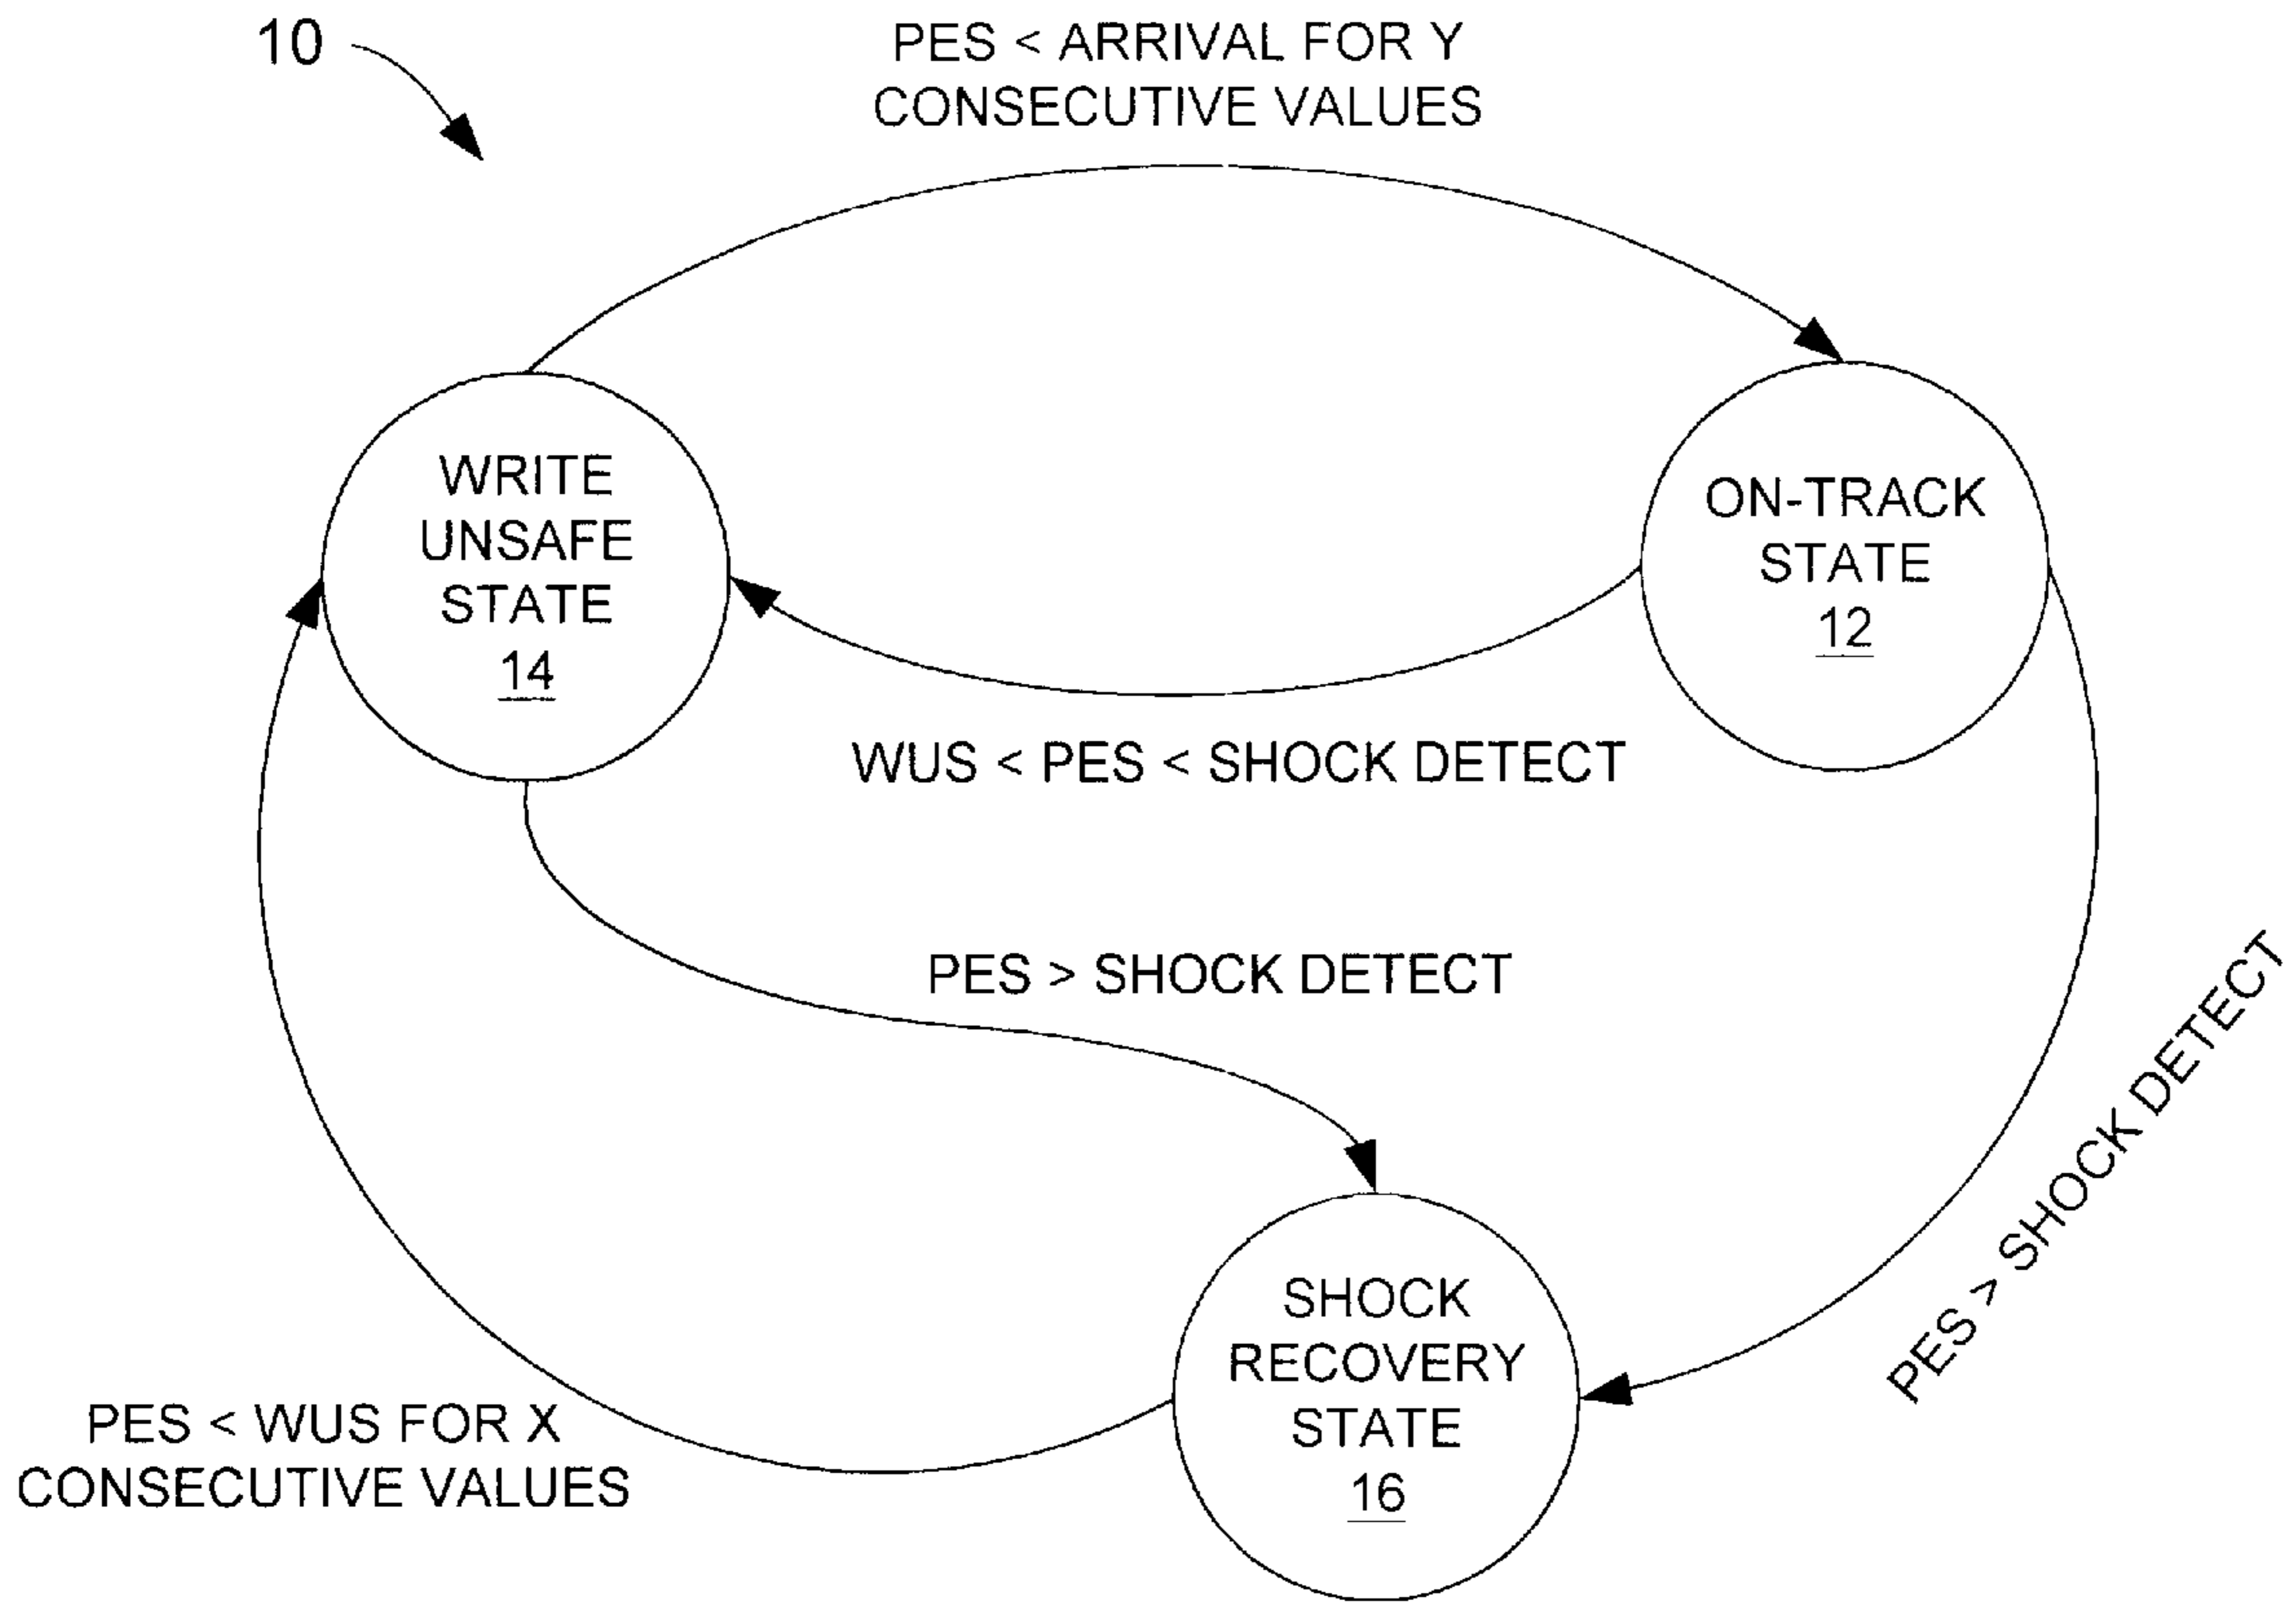 10
PES < ARRIVAL FOR Y
CONSECUTIVE VALUES
WRITE
UNSAFE
STATE
14
ON-TRACK
STATE
12
WUS < PES < SHOCK DETECT
PES > SHOCK DETECT
PES > SHOCK DETECT
SHOCK
RECOVERY
STATE
16
PES < WUS FOR X
CONSECUTIVE VALUES